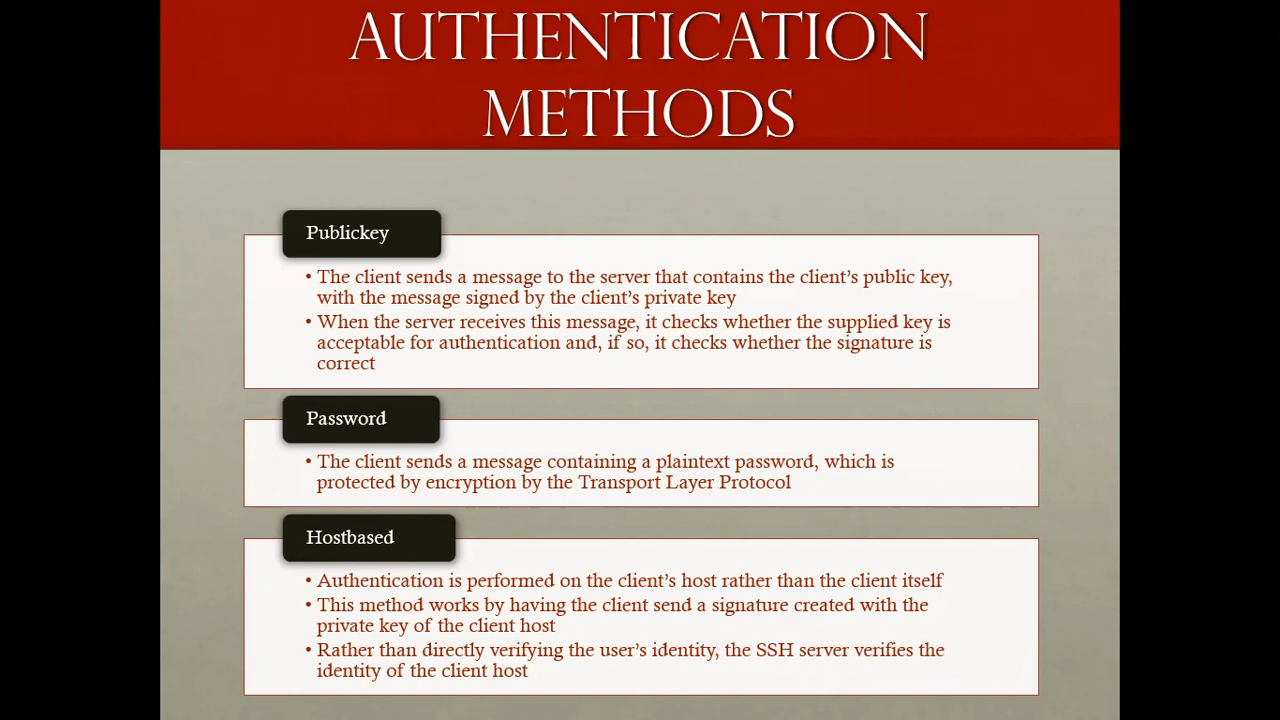 AUTHENTICATION
METHODS
Publickey
• The client sends a message to the server that contains the client’s public key,
with the message signed by the client’s private key
• When the server receives this message, it checks whether the supplied key is
acceptable for authentication and, if so, it checks whether the signature is
correct
Password
• The client sends a message containing a plaintext password, which is
protected by encryption by the Transport Layer Protocol
Hostbased
• Authentication is performed on the client’s host rather than the client itself
• This method works by having the client send a signature created with the
private key of the client host
• Rather than directly verifying the user’s identity, the SSH server verifies the
identity of the client host